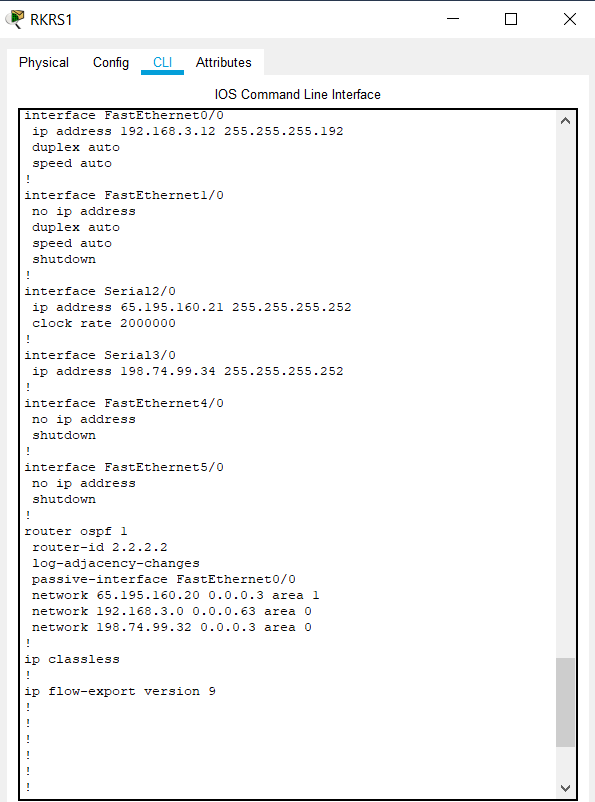 RKRS1
Physical Config CLI Attributes
IOS Command Line Interface
interface FastEthernet0/0
ip address 192.168.3.12 255.255.255.192
duplex auto
speed auto
!
interface FastEthernet1/0
no ip address
duplex auto
speed auto
shutdown
!
interface Serial2/0
ip address 65.195.160.21 255.255.255.252
clock rate 2000000
!
interface Serial3/0
ip address 198.74.99.34 255.255.255.252
!
interface FastEthernet4/0
no ip address
shutdown
!
interface FastEthernet5/0
no ip address
shutdown
!
router ospf 1
router-id 2.2.2.2
log-adjacency-changes
passive-interface FastEthernet0/0
network 65.195.160.20 0.0.0.3 area 1
network 192.168.3.0 0.0.0.63 area 0
network 198.74.99.32 0.0.0.3 area 0
!
ip classless
!
ip flow-export version 9
!
!
!
!
!
!